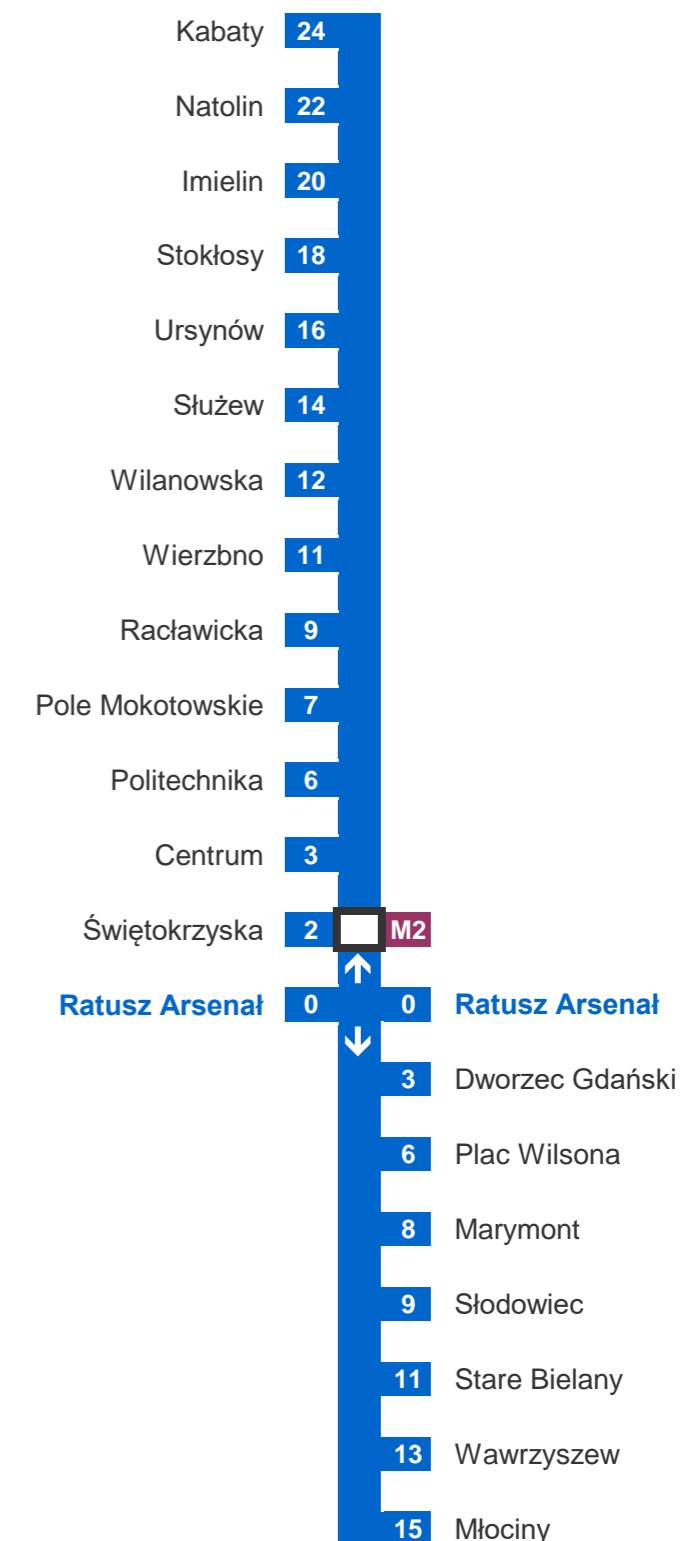 Kabaty 24
Natolin 22
Imielin 20
Stokłosy 18
Ursynów 16
Służew 14
Wilanowska 12
Wierzbno 11
Racławicka 9
Pole Mokotowskie 7
Politechnika 6
Centrum 3
Świętokrzyska 2 M2
Ratusz Arsenał 0 0 Ratusz Arsenał
3 Dworzec Gdański
6 Plac Wilsona
8 Marymont
9 Słodowiec
11 Stare Bielany
13 Wawrzyszew
15 Młociny